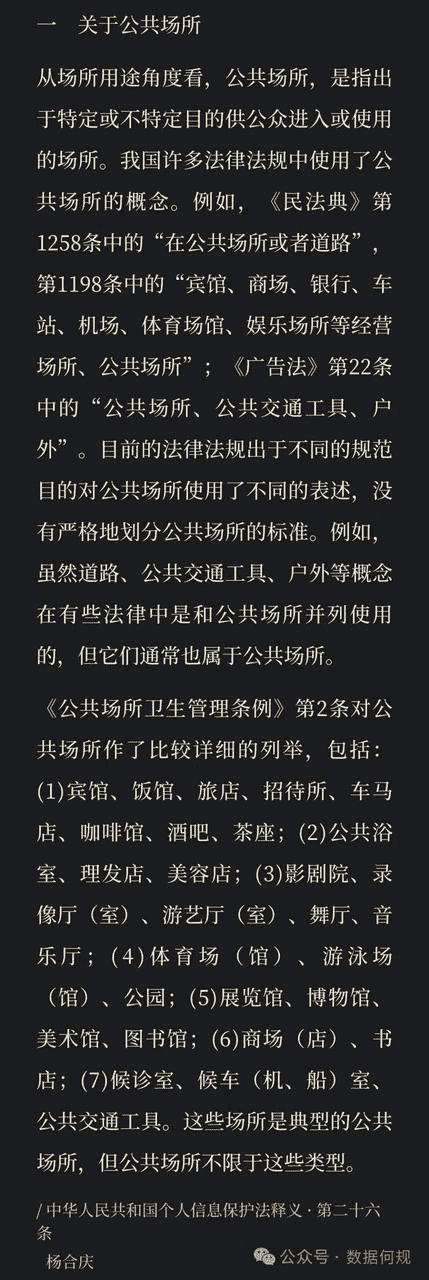 一　关于公共场所
从场所用途角度看，公共场所，是指出
于特定或不特定目的供公众进入或使用
的场所。我国许多法律法规中使用了公
共场所的概念。例如，《民法典》第
1258条中的“在公共场所或者道路”，
第1198条中的“宾馆、商场、银行、车
站、机场、体育场馆、娱乐场所等经营
场所、公共场所”；《广告法》第22条
中的“公共场所、公共交通工具、户
外”。目前的法律法规出于不同的规范
目的对公共场所使用了不同的表述，没
有严格地划分公共场所的标准。例如，
虽然道路、公共交通工具、户外等概念
在有些法律中是和公共场所并列使用
的，但它们通常也属于公共场所。
《公共场所卫生管理条例》第2条对公
共场所作了比较详细的列举，包括：
(1)宾馆、饭馆、旅店、招待所、车马
店、咖啡馆、酒吧、茶座；(2)公共浴
室、理发店、美容店；(3)影剧院、录
像厅（室）、游艺厅（室）、舞厅、音
乐厅；(4)体育场（馆）、游泳场
（馆）、公园；(5)展览馆、博物馆、
美术馆、图书馆；(6)商场（店）、书
店；(7)候诊室、候车（机、船）室、
公共交通工具。这些场所是典型的公共
场所，但公共场所不限于这些类型。
/ 中华人民共和国个人信息保护法释义 · 第二十六
条
杨合庆
公众号 · 数据何规